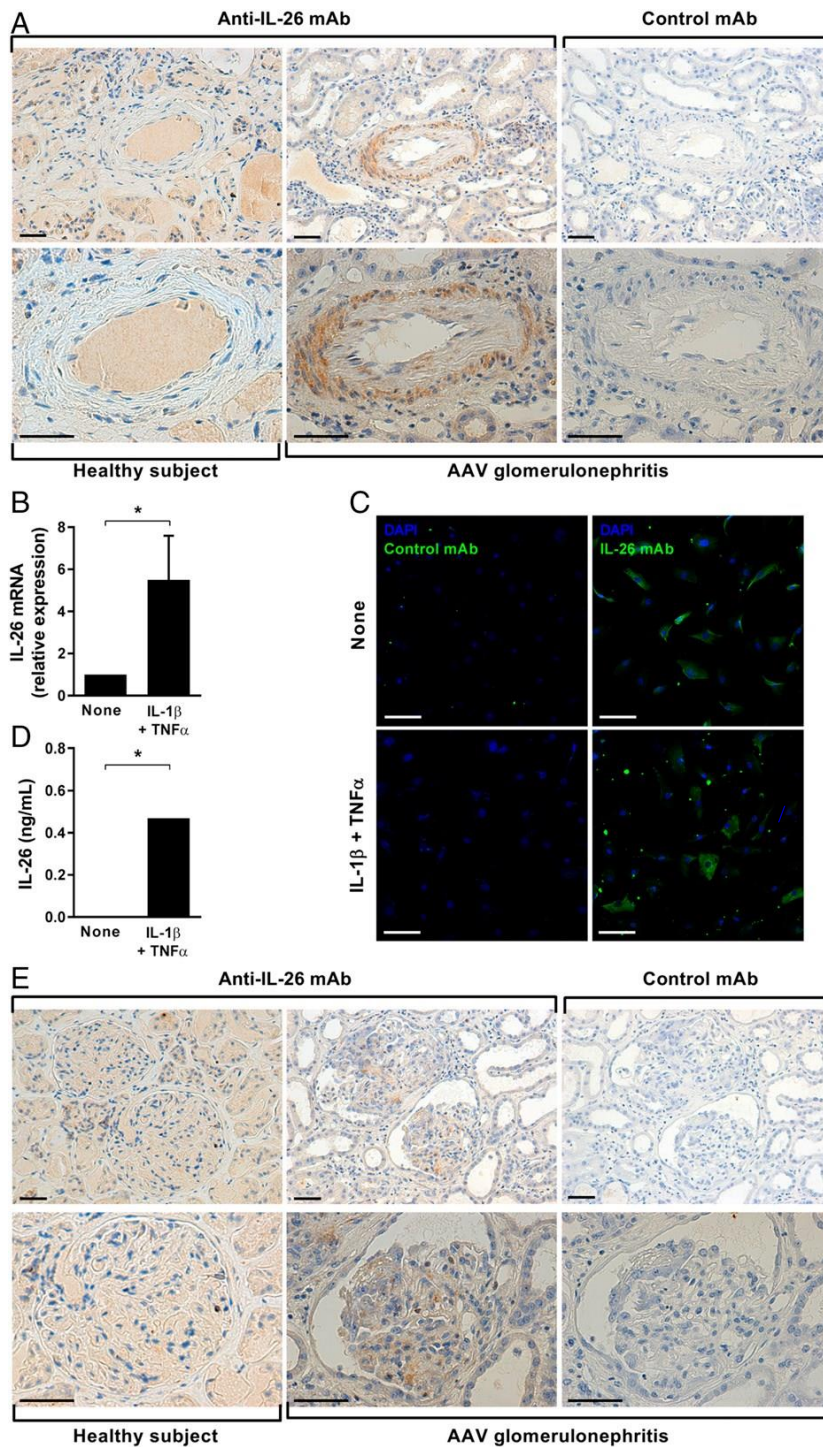 A
Anti-IL-26 mAb
Control mAb
Healthy subject
AAV glomerulonephritis
B
*
IL-26 mRNA
(relative expression)
8
6
4
2
0
None
IL-1β
+ TNFα
C
DAPI
Control mAb
DAPI
IL-26 mAb
None
IL-1β + TNFα
D
*
IL-26 (ng/mL)
0.8
0.6
0.4
0.2
0.0
None
IL-1β
+ TNFα
E
Anti-IL-26 mAb
Control mAb
Healthy subject
AAV glomerulonephritis